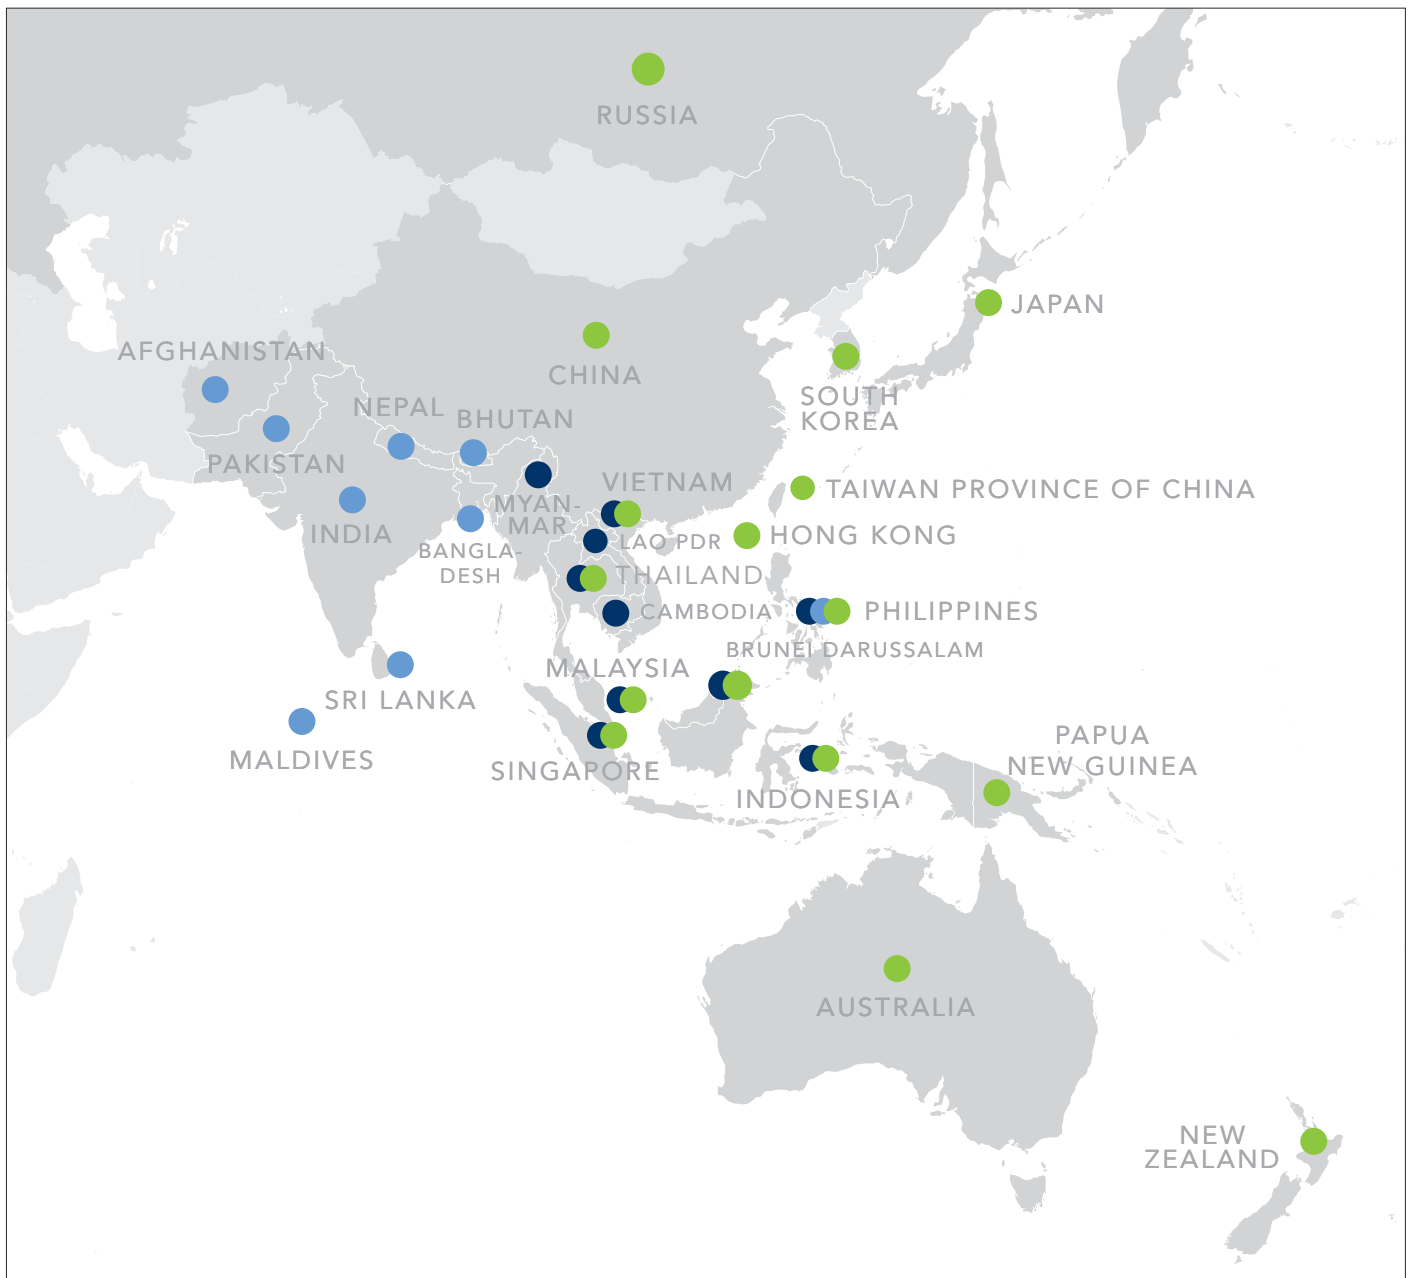 RUSSIA
JAPAN
AFGHANISTAN
CHINA
SOUTH
KOREA
NEPAL
BHUTAN
PAKISTAN
VIETNAM
TAIWAN PROVINCE OF CHINA
MYAN-
MAR
INDIA
HONG KONG
LAO PDR
BANGLA-
DESH
THAILAND
CAMBODIA
PHILIPPINES
BRUNEI DARUSSALAM
MALAYSIA
SRI LANKA
PAPUA
NEW GUINEA
MALDIVES
SINGAPORE
INDONESIA
AUSTRALIA
NEW
ZEALAND